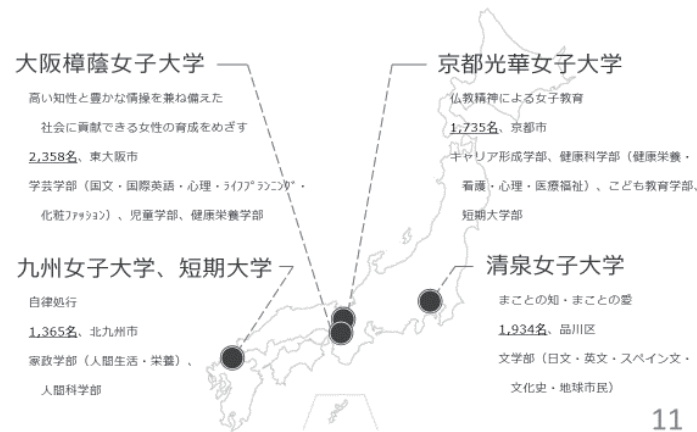 大阪樟蔭女子大学
高い知性と豊かな情操を兼ね備えた
社会に貢献できる女性の育成をめざす
2,358名、東大阪市
学芸学部（国文・国際英語・心理・ﾗｲﾌﾌﾟﾗﾝﾆﾝｸﾞ・
化粧ﾌｧｯｼｮﾝ）、児童学部、健康栄養学部
京都光華女子大学
仏教精神による女子教育
1,735名、京都市
キャリア形成学部、健康科学部（健康栄養・
看護・心理・医療福祉）、こども教育学部、
短期大学部
九州女子大学、短期大学
自律処行
1,365名、北九州市
家政学部（人間生活・栄養）、
人間科学部
清泉女子大学
まことの知・まことの愛
1,934名、品川区
文学部（日文・英文・スペイン文・
文化史・地球市民）
11